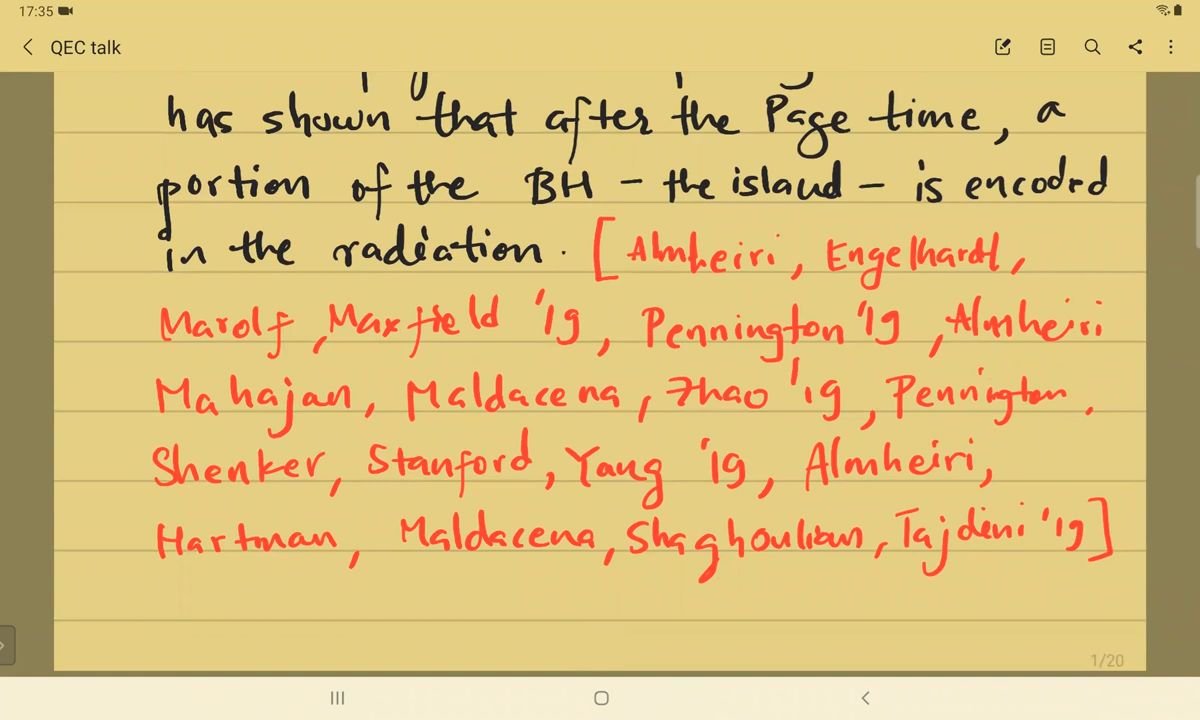 17:35
QEC talk
has shown that after the Page time, a
portion of the BH – the island – is encoded
in the radiation. [Almheiri, Engelhardt,
Marolf, Maxfield '19, Pennington '19, Almheiri
Mahajan, Maldacena, Zhao '19, Pennington,
Shenker, Stanford, Yang '19, Almheiri,
Hartman, Maldacena, Shaghoulian, Tajdini '19]
1/20